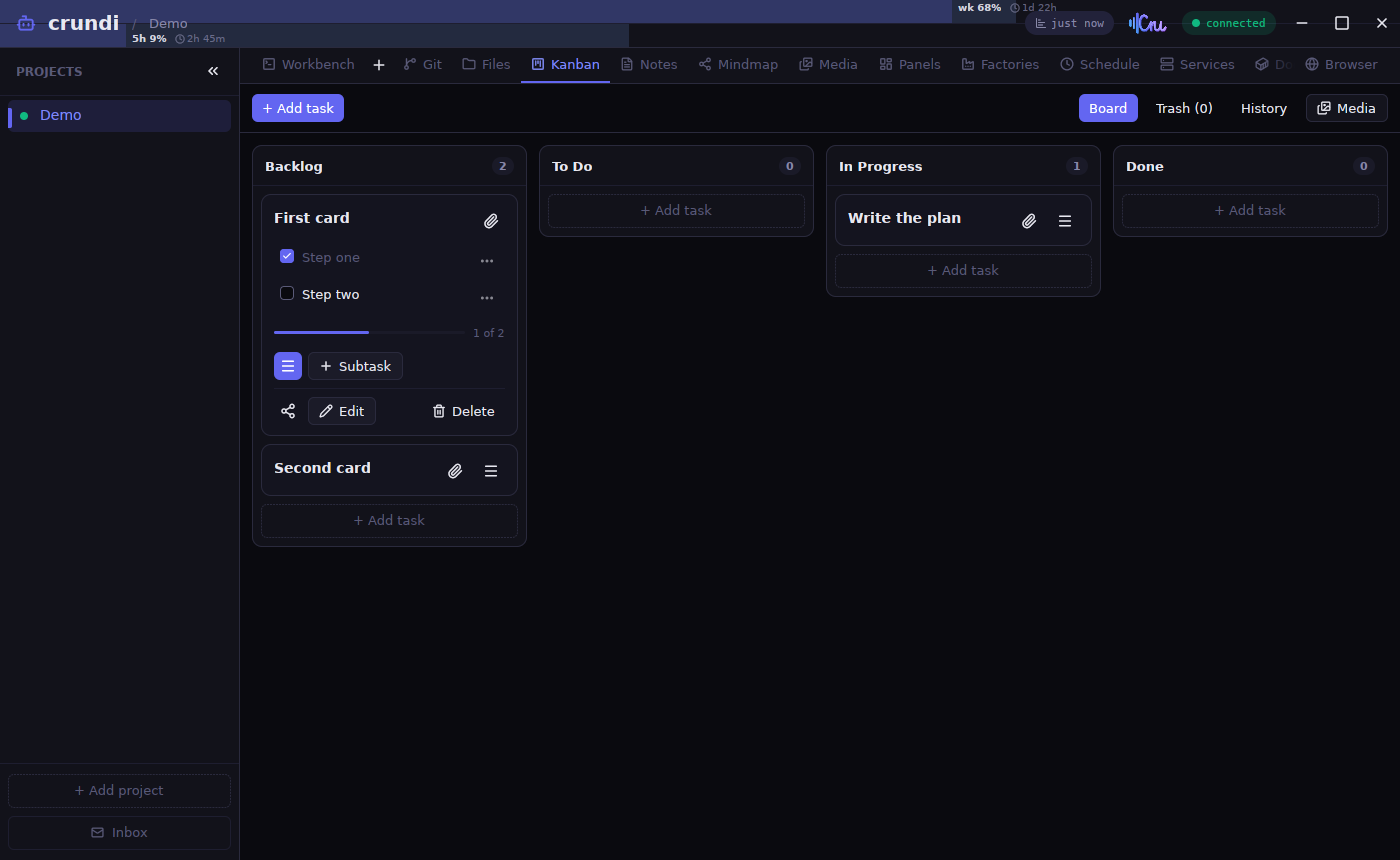 wk 68% 1d 22h
crundi / Demo
5h 9% 2h 45m
just now
Cru
connected
PROJECTS
Demo
+ Add project
Inbox
Workbench + Git Files Kanban Notes Mindmap Media Panels Factories Schedule Services Do Browser
+ Add task
Board Trash (0) History Media
Backlog 2
First card
Step one
Step two
1 of 2
+ Subtask
Edit Delete
Second card
+ Add task
To Do 0
+ Add task
In Progress 1
Write the plan
+ Add task
Done 0
+ Add task